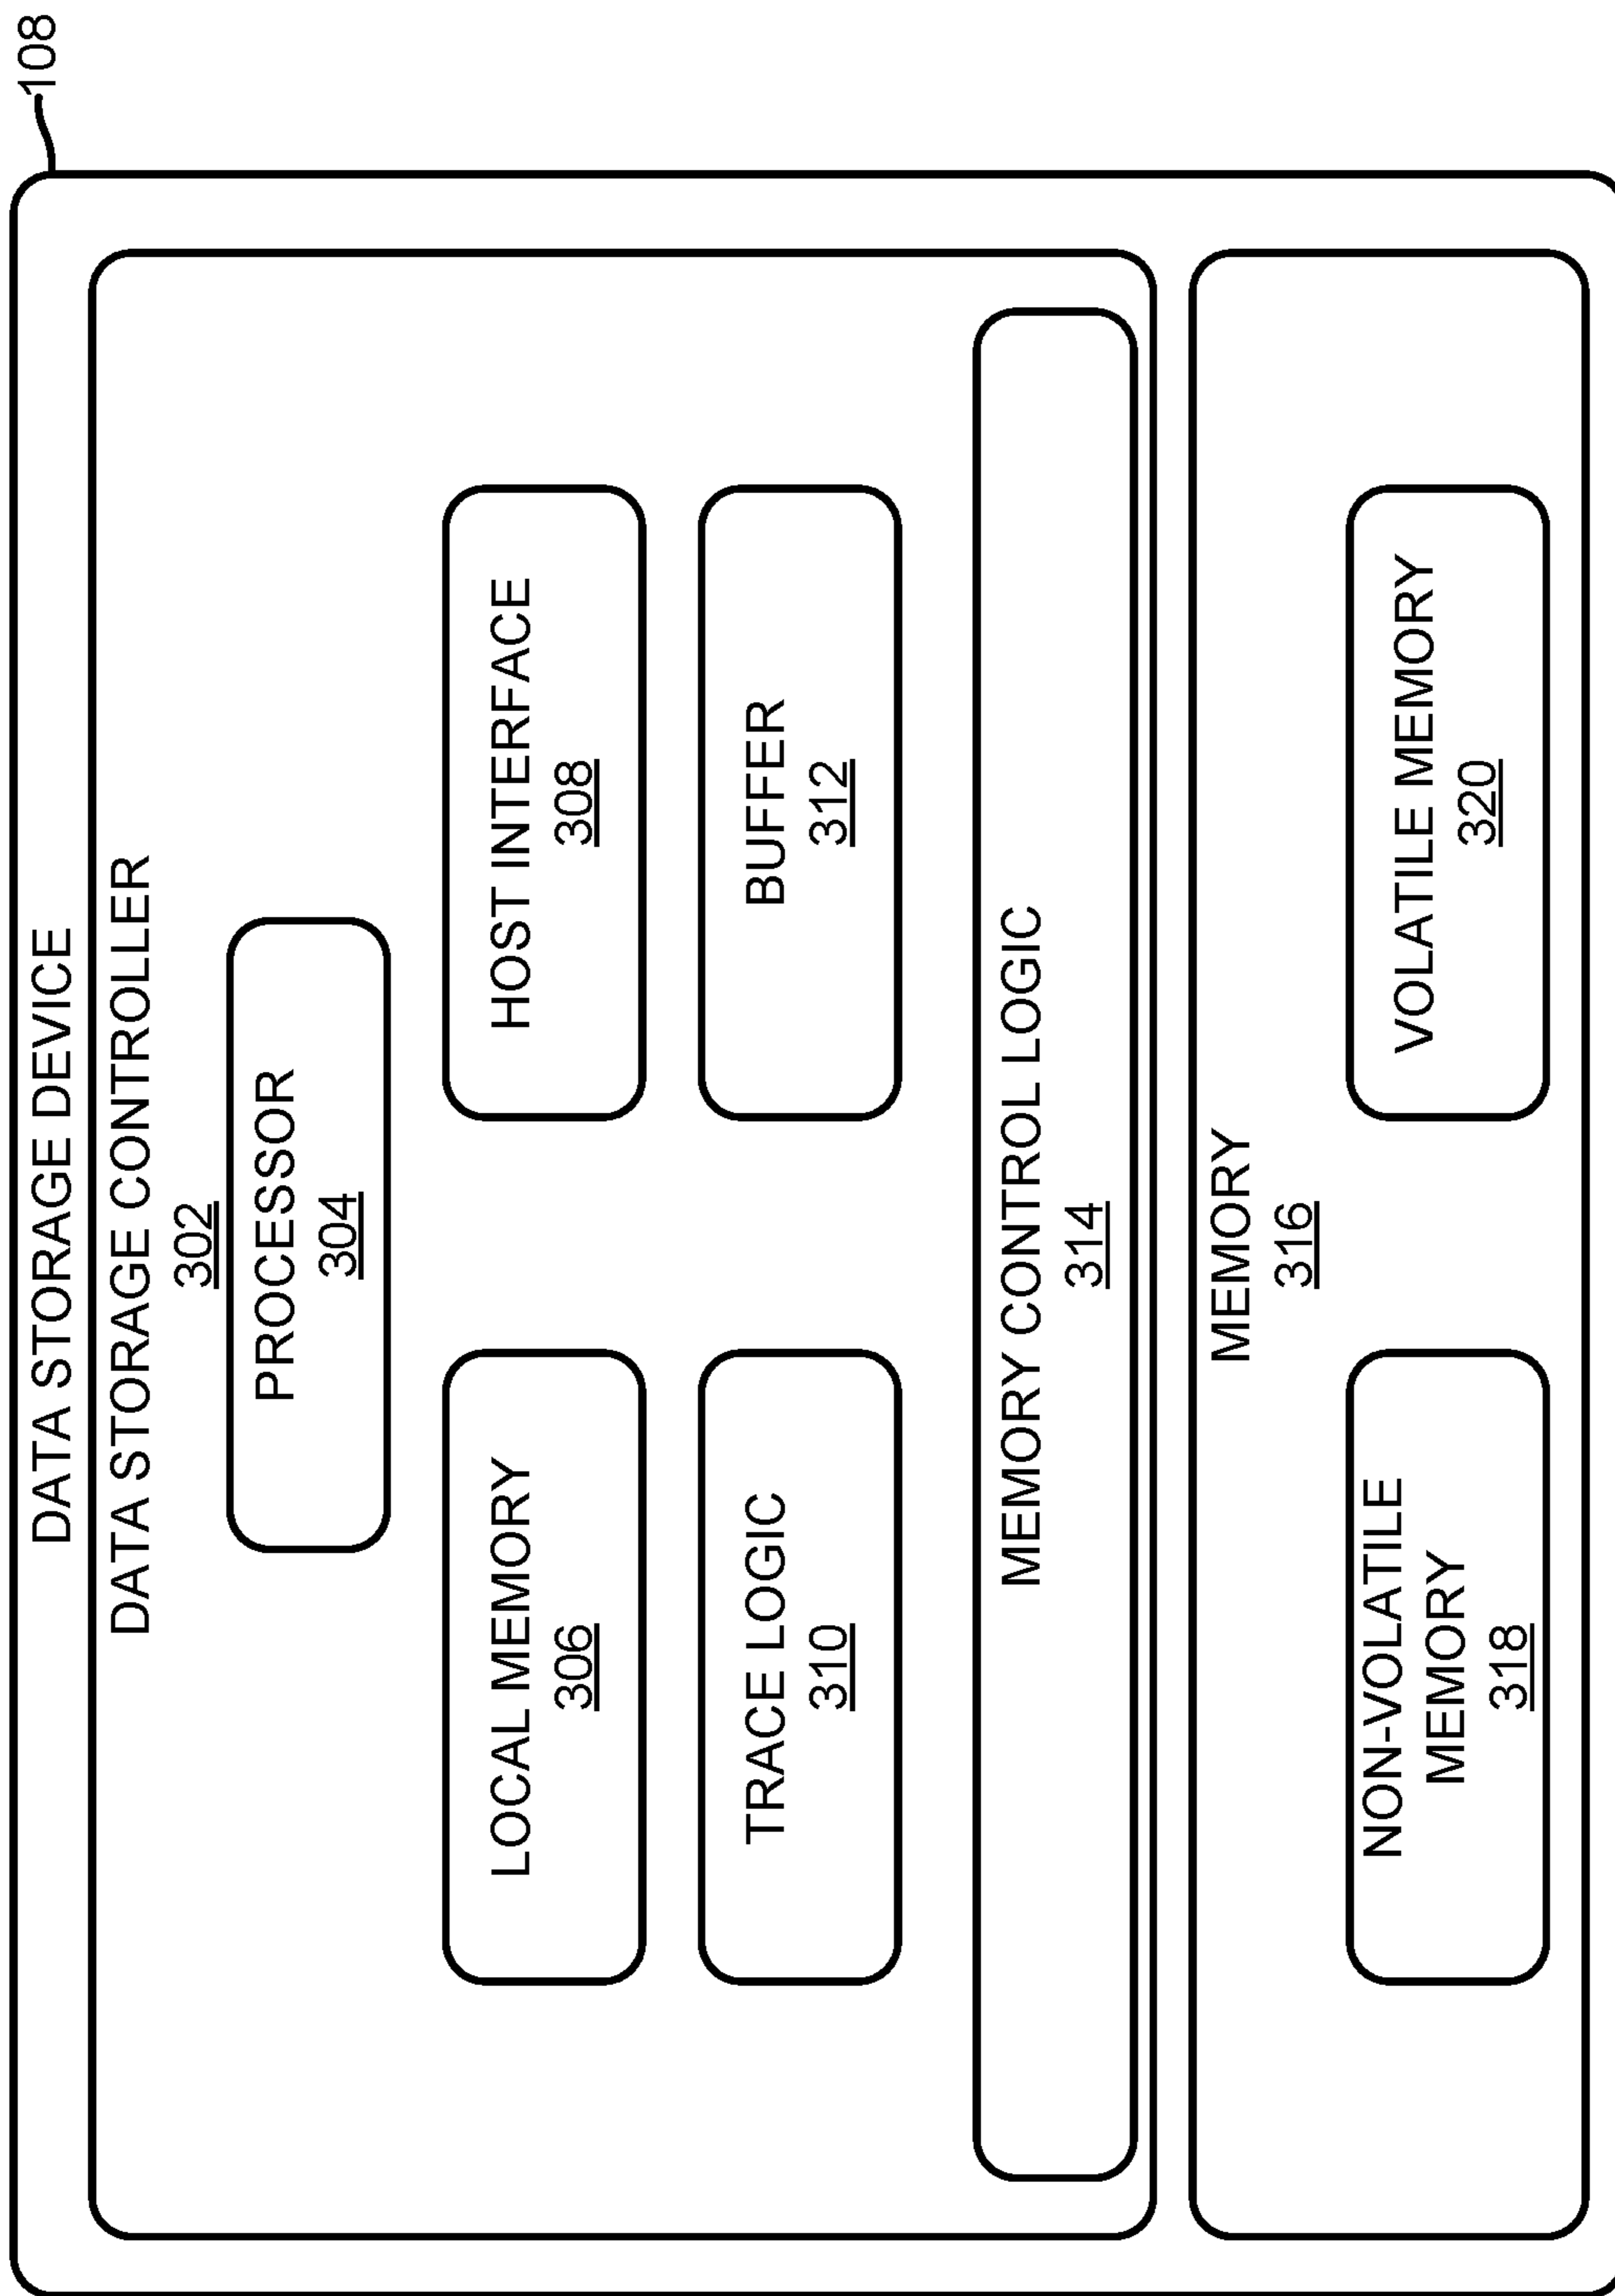 108
DATA STORAGE DEVICE
DATA STORAGE CONTROLLER
302
PROCESSOR
304
LOCAL MEMORY
306
HOST INTERFACE
308
TRACE LOGIC
310
BUFFER
312
MEMORY CONTROL LOGIC
314
MEMORY
316
NON-VOLATILE
MEMORY
318
VOLATILE MEMORY
320